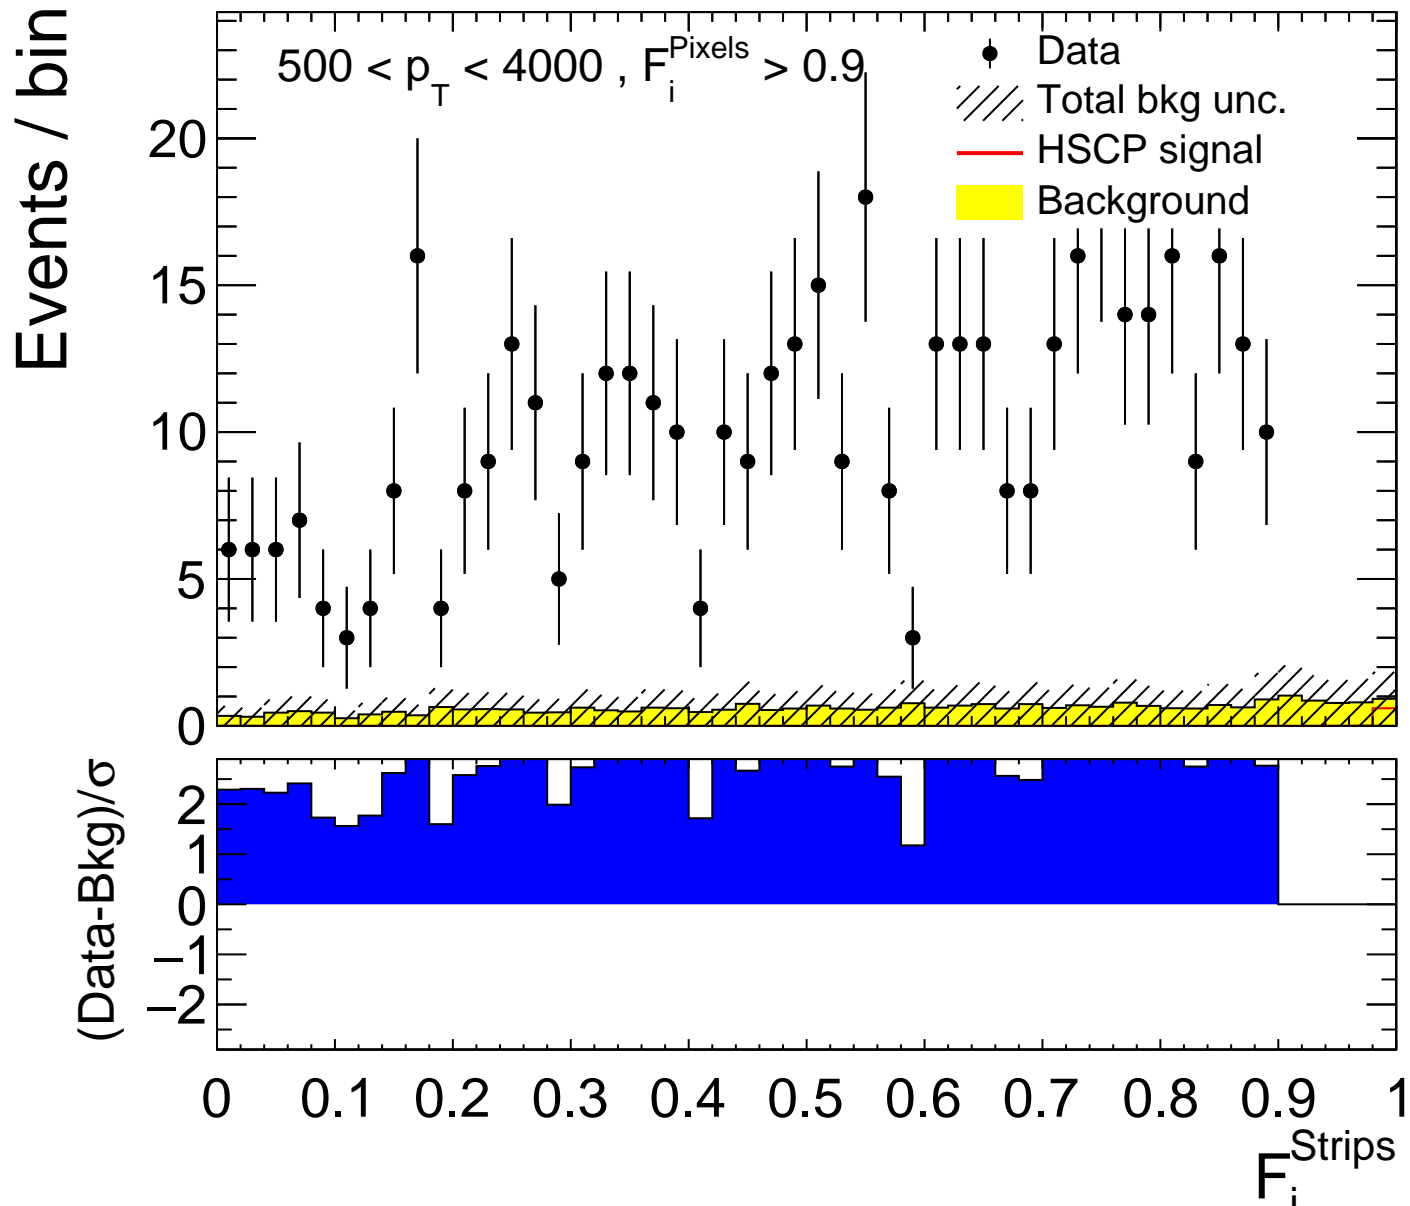 Events / bin
500 < p_T < 4000 , F_i^Pixels > 0.9
Data
Total bkg unc.
HSCP signal
Background
20
15
10
5
0
(Data-Bkg)/σ
2
1
0
−1
−2
0 0.1 0.2 0.3 0.4 0.5 0.6 0.7 0.8 0.9 1
F_i^Strips